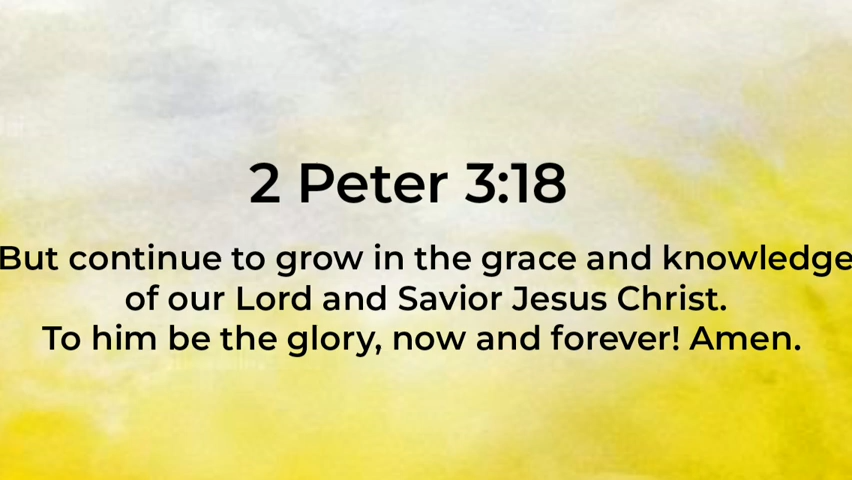 2 Peter 3:18
But continue to grow in the grace and knowledge
of our Lord and Savior Jesus Christ.
To him be the glory, now and forever! Amen.